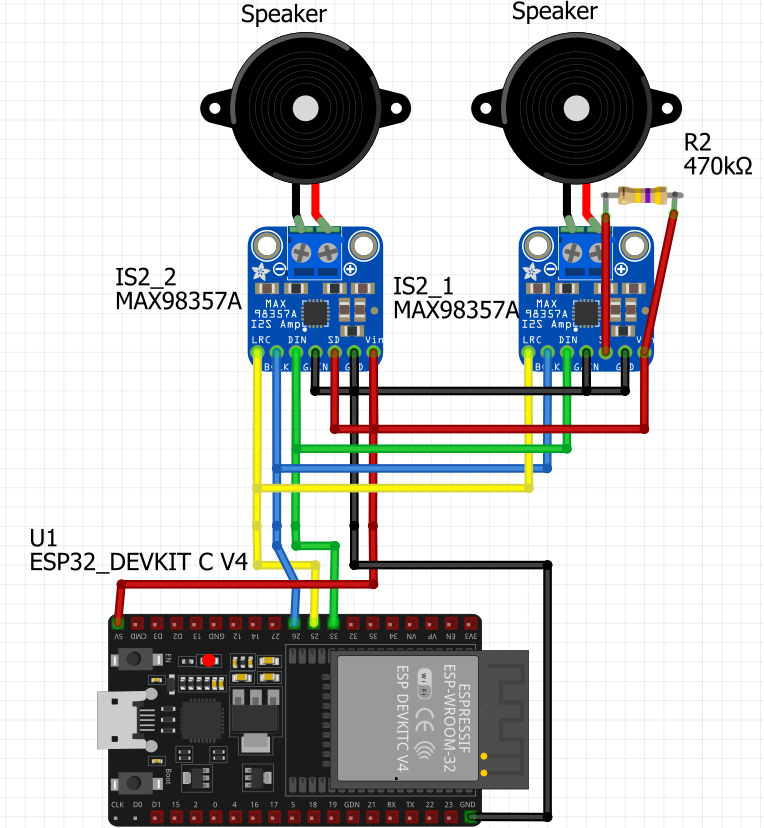 Speaker
Speaker
R2
470kΩ
IS2_2
MAX98357A
IS2_1
MAX98357A
MAX
98357A
I2S Amp
LRC DIN SD Vin
BCLK GAIN GND
MAX
98357A
I2S Amp
LRC DIN
GND
U1
ESP32_DEVKIT C V4
5V CMD D3 D2 13 GND 12 14 27 26 25 33 32 35 34 VN VP EN 3V3
EN
Boot
ESPRESSIF
ESP-WROOM-32
Wi Fi
CE
ESP DEVKITC V4
CLK D0 D1 15 2 0 4 16 17 5 18 19 GDN 21 RX TX 22 23 GND